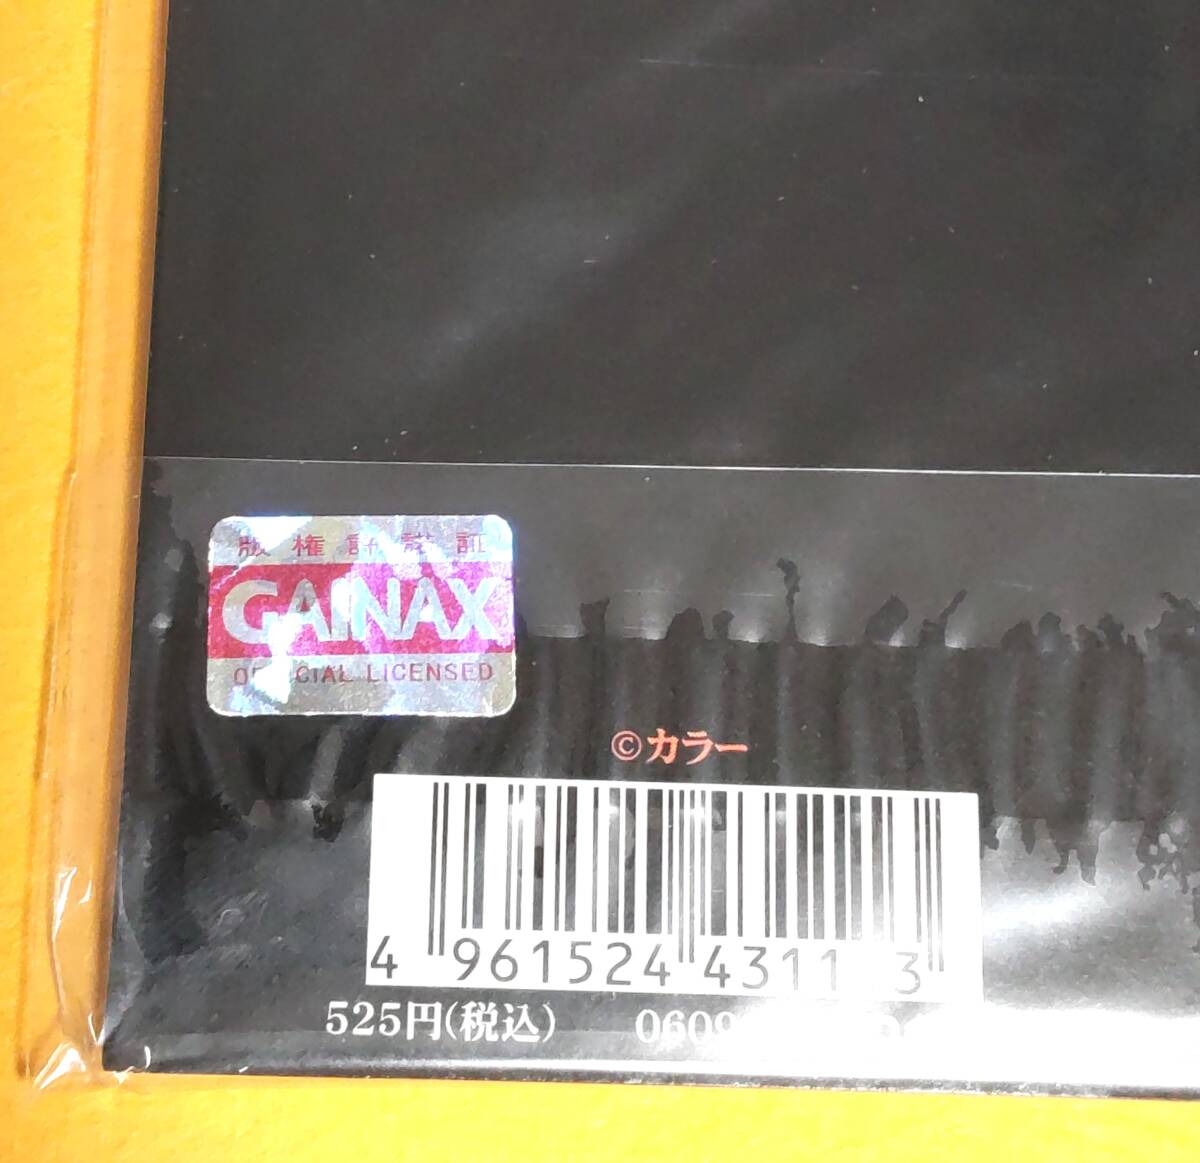 版権許諾証
GAINAX
OFFICIAL LICENSED
©カラー
4 961524 431113
525円(税込)